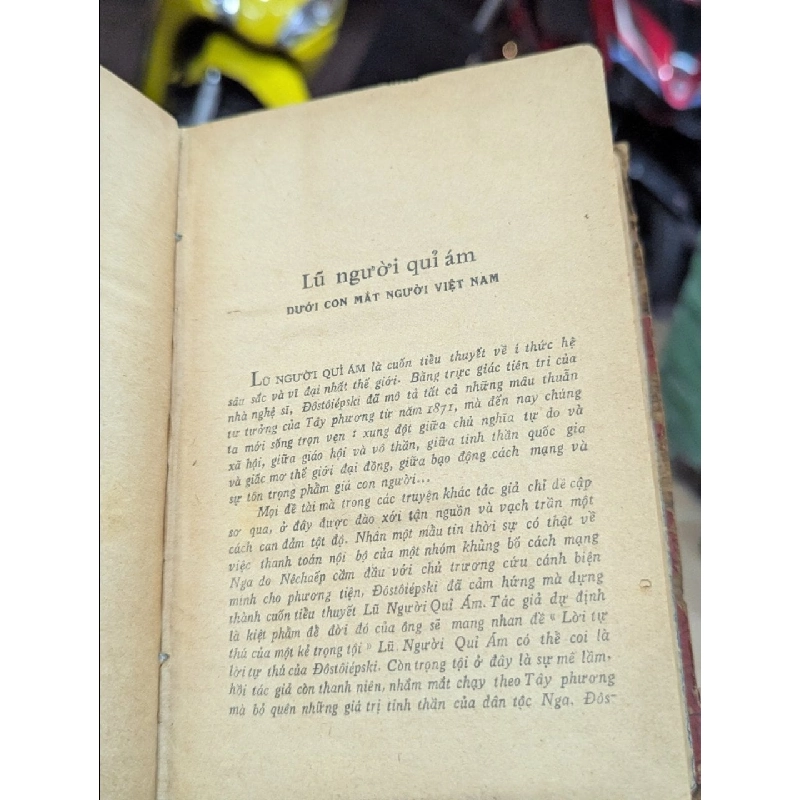 Lũ người quỉ ám
DƯỚI CON MẮT NGƯỜI VIỆT NAM
LŨ NGƯỜI QUỈ ÁM là cuốn tiểu thuyết về í thức hệ
sâu sắc và vĩ đại nhất thế giới. Bằng trực giác tiên tri của
nhà nghệ sĩ, Đôstôiépski đã mô tả tất cả những mâu thuẫn
tư tưởng của Tây phương từ năm 1871, mà đến nay chúng
ta mới sống trọn vẹn : xung đột giữa chủ nghĩa tự do và
xã hội, giữa giáo hội và vô thần, giữa tinh thần quốc gia
và giấc mơ thế giới đại đồng, giữa bạo động cách mạng và
sự tôn trọng phẩm giá con người...
Mọi đề tài mà trong các truyện khác tác giả chỉ đề cập
sơ qua, ở đây được đào xới tận nguồn và vạch trần một
cách can đảm tột độ. Nhân một mẩu tin thời sự có thật về
việc thanh toán nội bộ của một nhóm khủng bố cách mạng
Nga do Nêchaép cầm đầu với chủ trương cứu cánh biện
minh cho phương tiện, Đôstôiépski đã cảm hứng mà dựng
thành cuốn tiểu thuyết Lũ Người Quỉ Ám. Tác giả dự định
là kiệt phẩm để đời đó của ông sẽ mang nhan đề « Lời tự
thú của một kẻ trọng tội » Lũ Người Quỉ Ám có thể coi là
lời tự thú của Đôstôiépski. Còn trọng tội ở đây là sự mê lầm,
hồi tác giả còn thanh niên, nhắm mắt chạy theo Tây phương
mà bỏ quên những giá trị tinh thần của dân tộc Nga. Đôs-